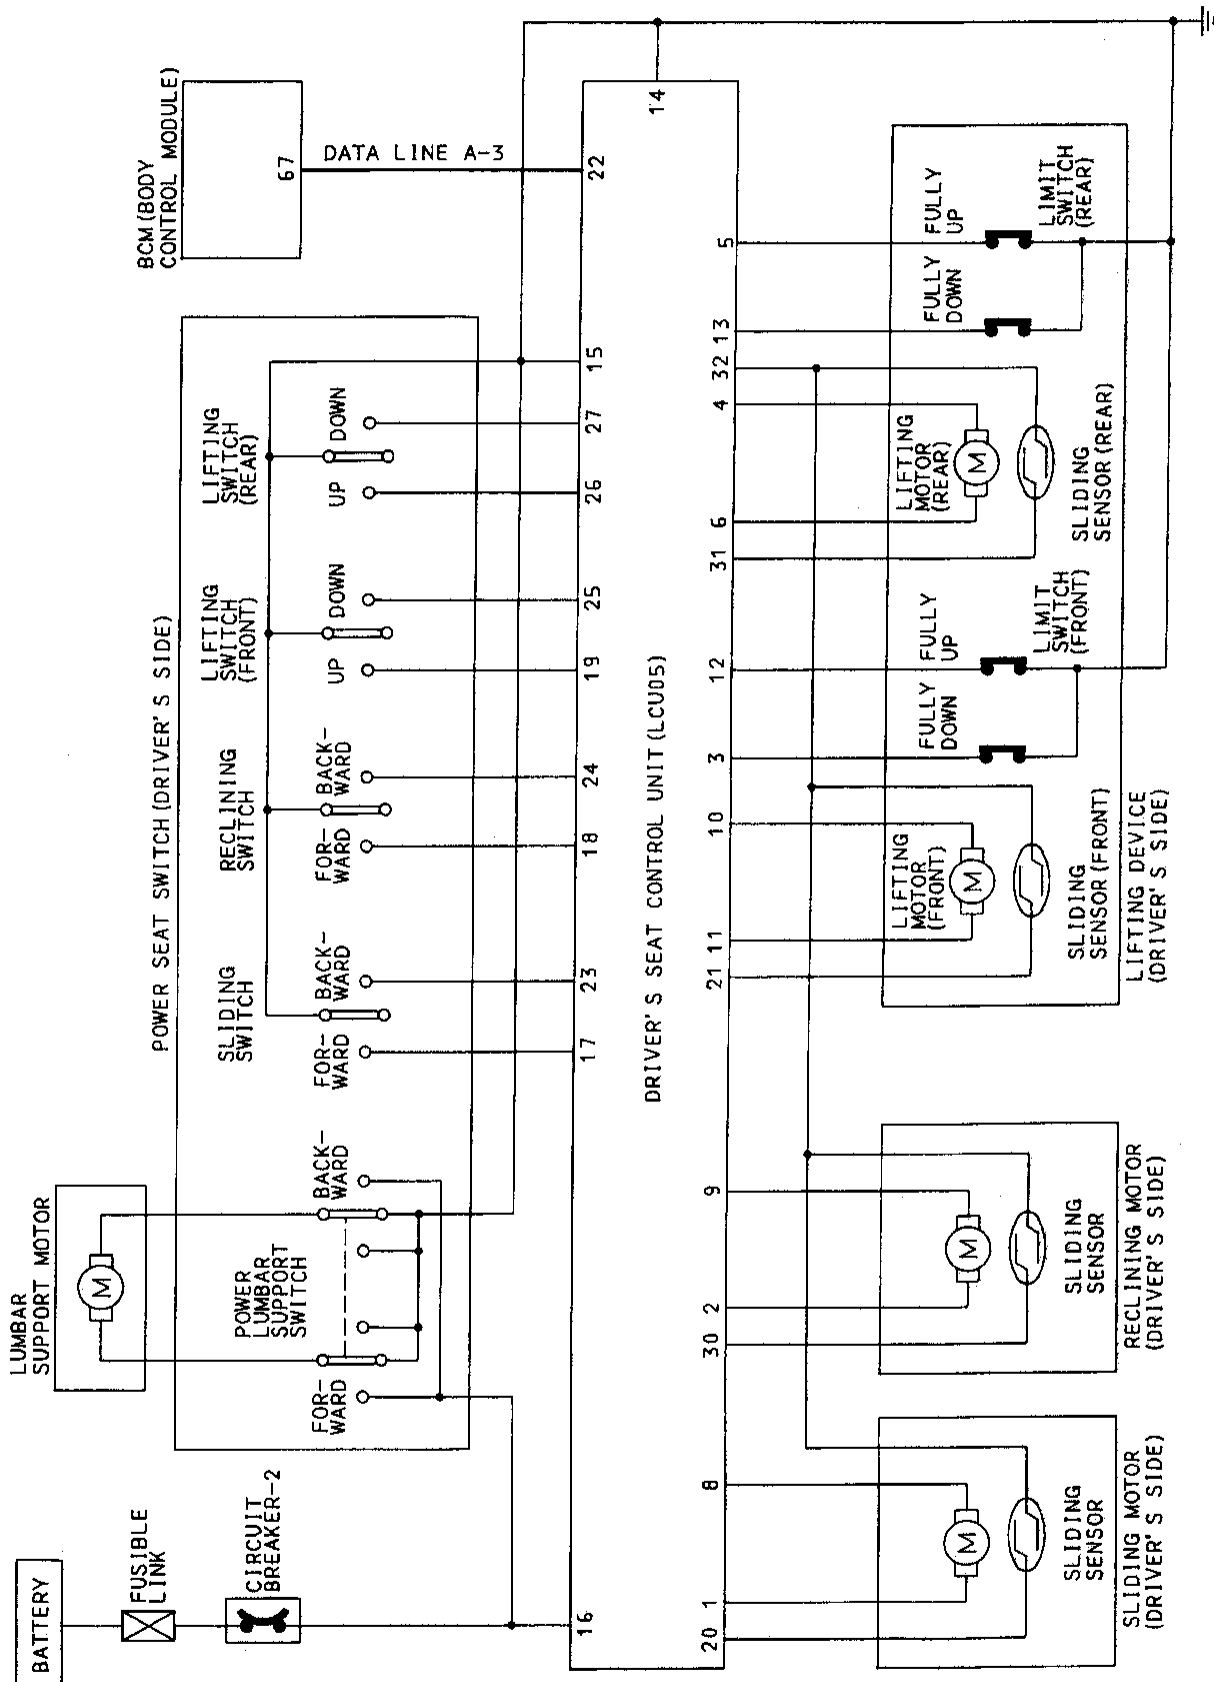 BATTERY
FUSIBLE
LINK
CIRCUIT
BREAKER-2
LUMBAR
SUPPORT MOTOR
M
POWER SEAT SWITCH (DRIVER'S SIDE)
FOR-
WARD
POWER
LUMBAR
SUPPORT
SWITCH
BACK-
WARD
SLIDING
SWITCH
FOR-
WARD
BACK-
WARD
RECLINING
SWITCH
FOR-
WARD
BACK-
WARD
LIFTING
SWITCH
(FRONT)
UP
DOWN
LIFTING
SWITCH
(REAR)
UP
DOWN
BCM (BODY
CONTROL MODULE)
67
DATA LINE A-3
16
17
23
18
24
19
25
26
27
15
22
14
DRIVER'S SEAT CONTROL UNIT (LCU05)
20
1
8
30
2
9
21
11
10
3
12
31
6
4
32
13
5
M
SLIDING
SENSOR
SLIDING MOTOR
(DRIVER'S SIDE)
M
SLIDING
SENSOR
RECLINING MOTOR
(DRIVER'S SIDE)
LIFTING
MOTOR
(FRONT)
M
SLIDING
SENSOR (FRONT)
FULLY
DOWN
FULLY
UP
LIMIT
SWITCH
(FRONT)
LIFTING
MOTOR
(REAR)
M
SLIDING
SENSOR (REAR)
FULLY
DOWN
FULLY
UP
LIMIT
SWITCH
(REAR)
LIFTING DEVICE
(DRIVER'S SIDE)